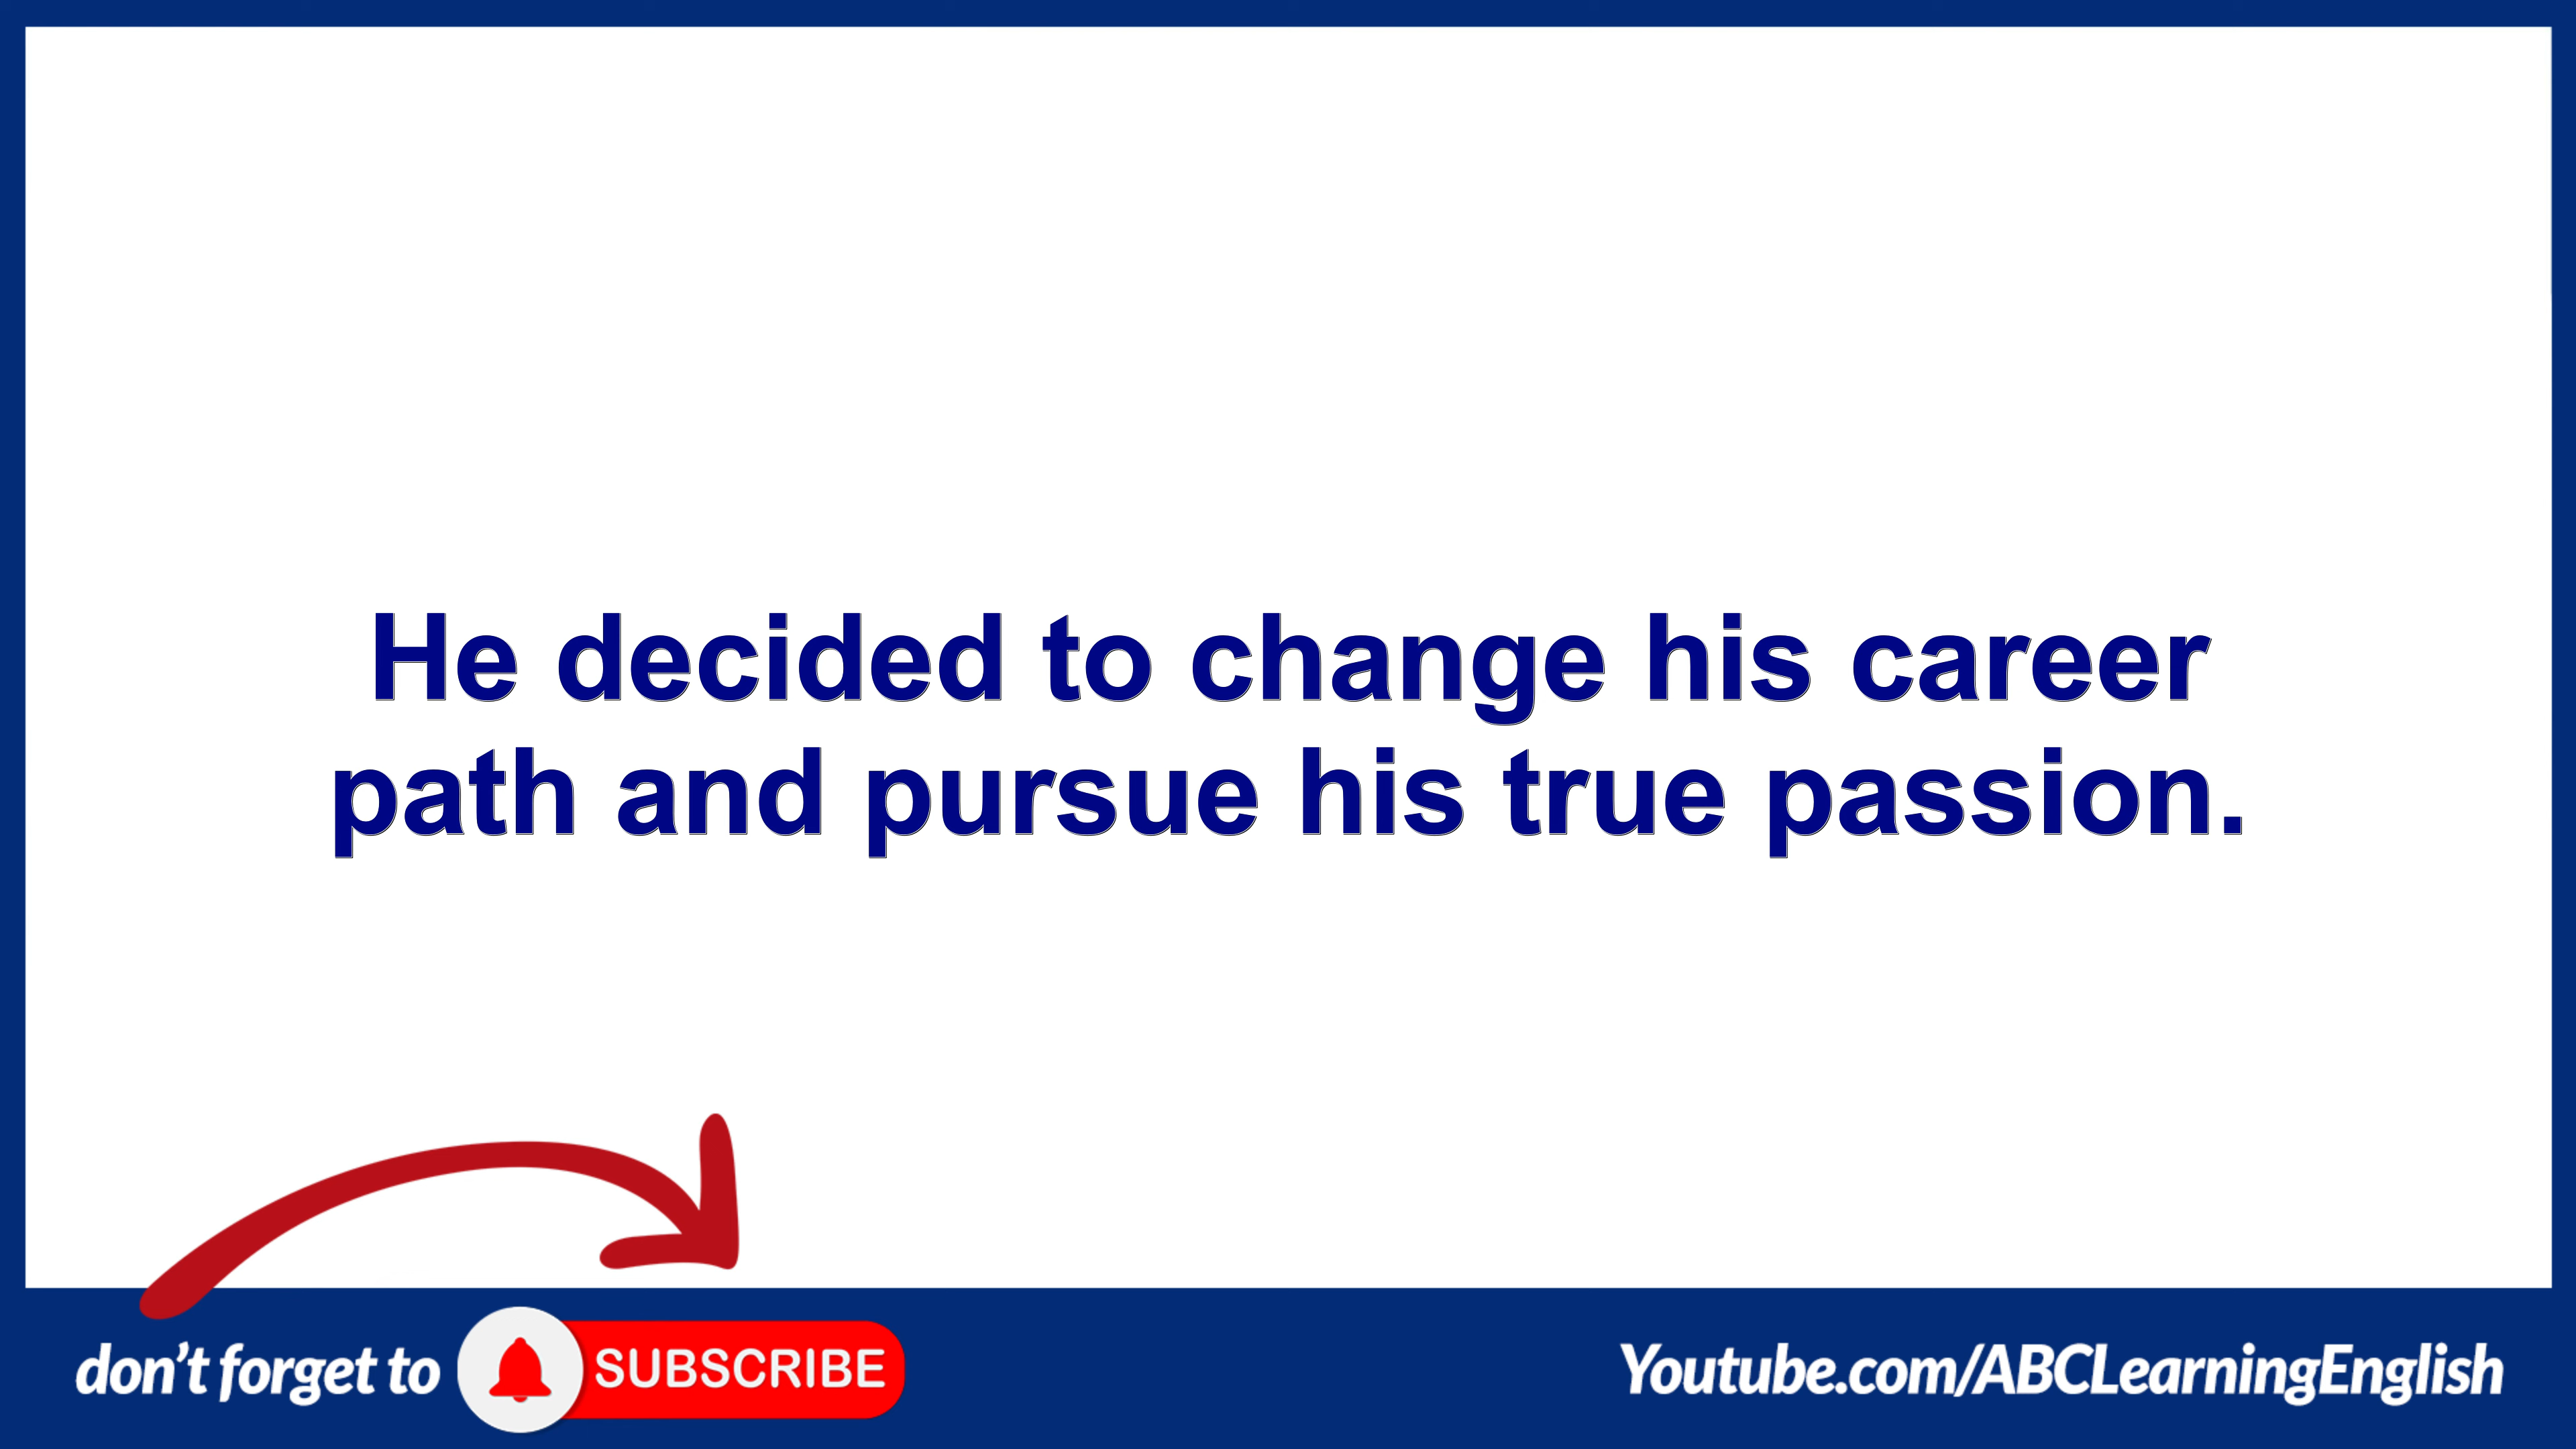 He decided to change his career
path and pursue his true passion.
don't forget to SUBSCRIBE
Youtube.com/ABCLearningEnglish